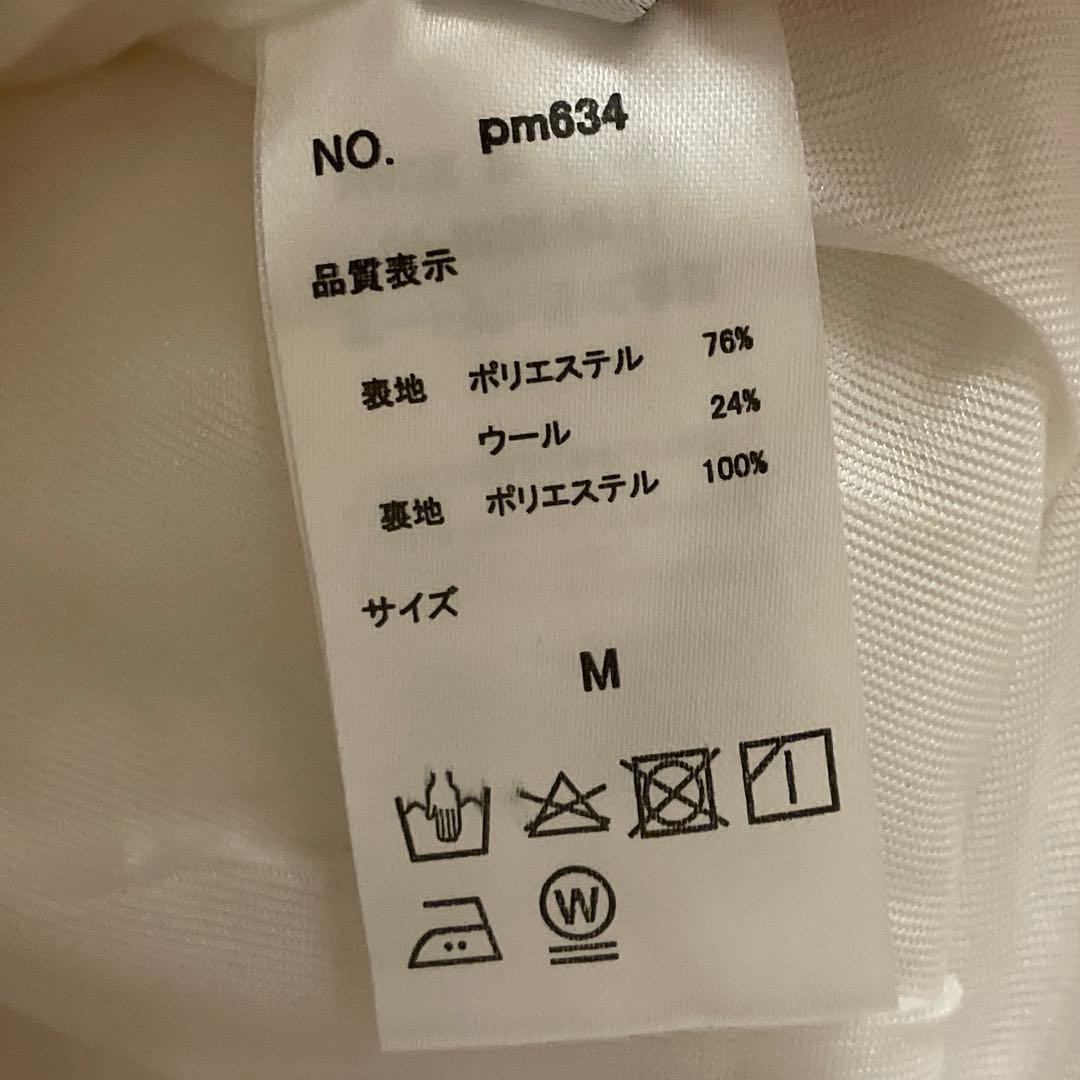 NO. pm634
品質表示
表地 ポリエステル 76%
ウール 24%
裏地 ポリエステル 100%
サイズ
M
W